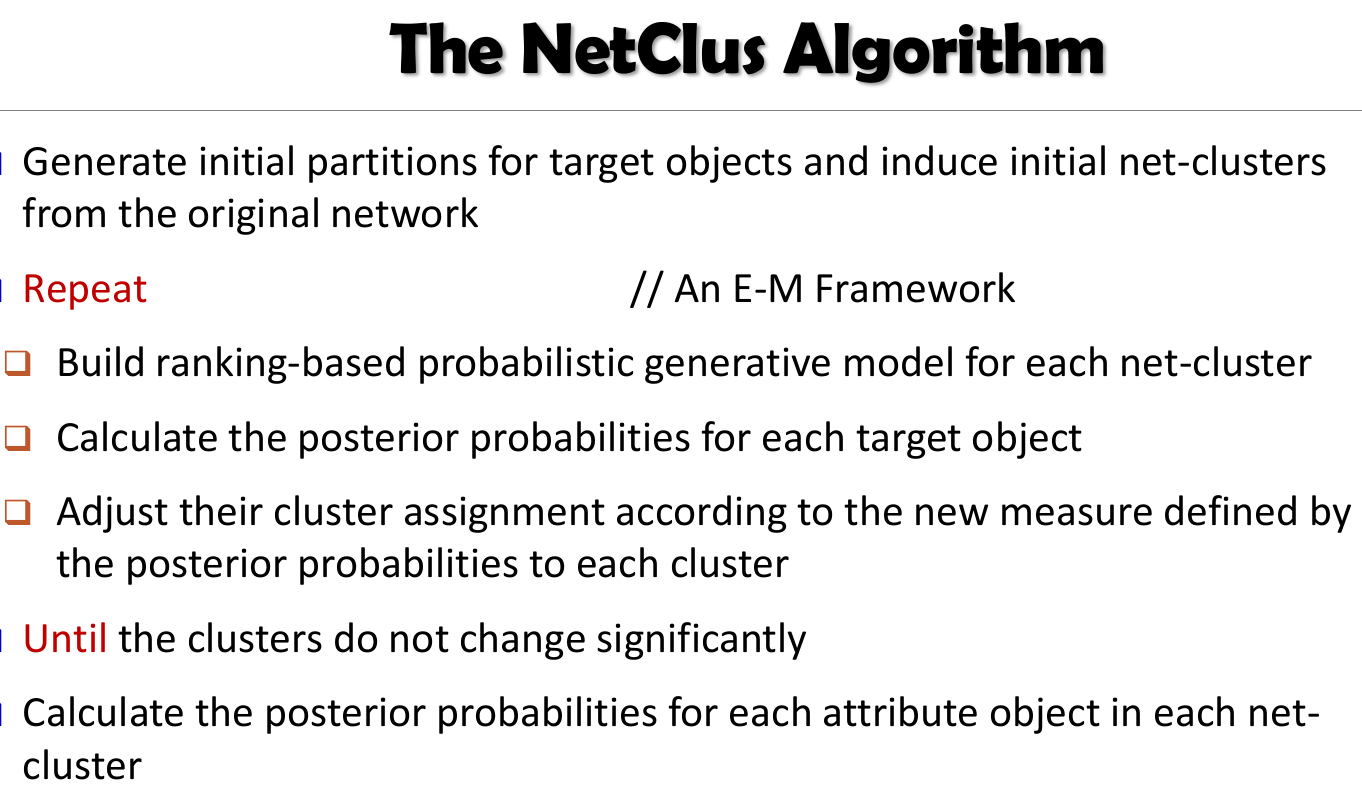 The NetClus Algorithm
Generate initial partitions for target objects and induce initial net-clusters
from the original network
Repeat // An E-M Framework
Build ranking-based probabilistic generative model for each net-cluster
Calculate the posterior probabilities for each target object
Adjust their cluster assignment according to the new measure defined by
the posterior probabilities to each cluster
Until the clusters do not change significantly
Calculate the posterior probabilities for each attribute object in each net-
cluster